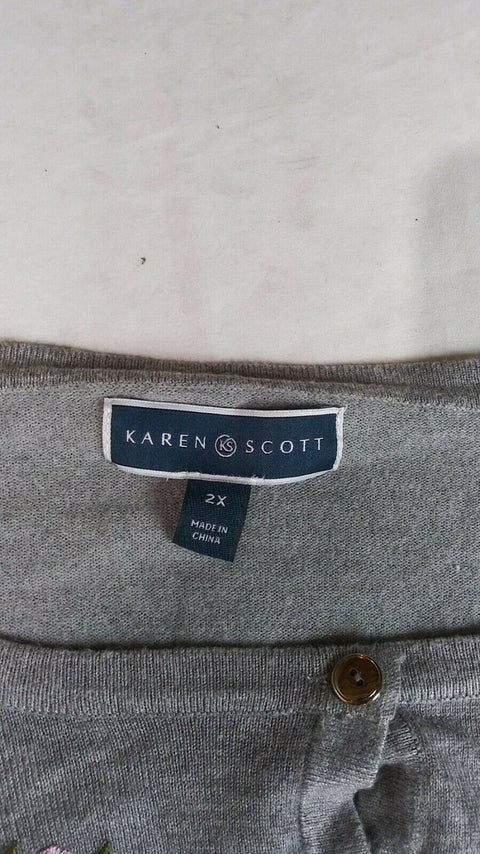 KAREN KS SCOTT
2X
MADE IN
CHINA